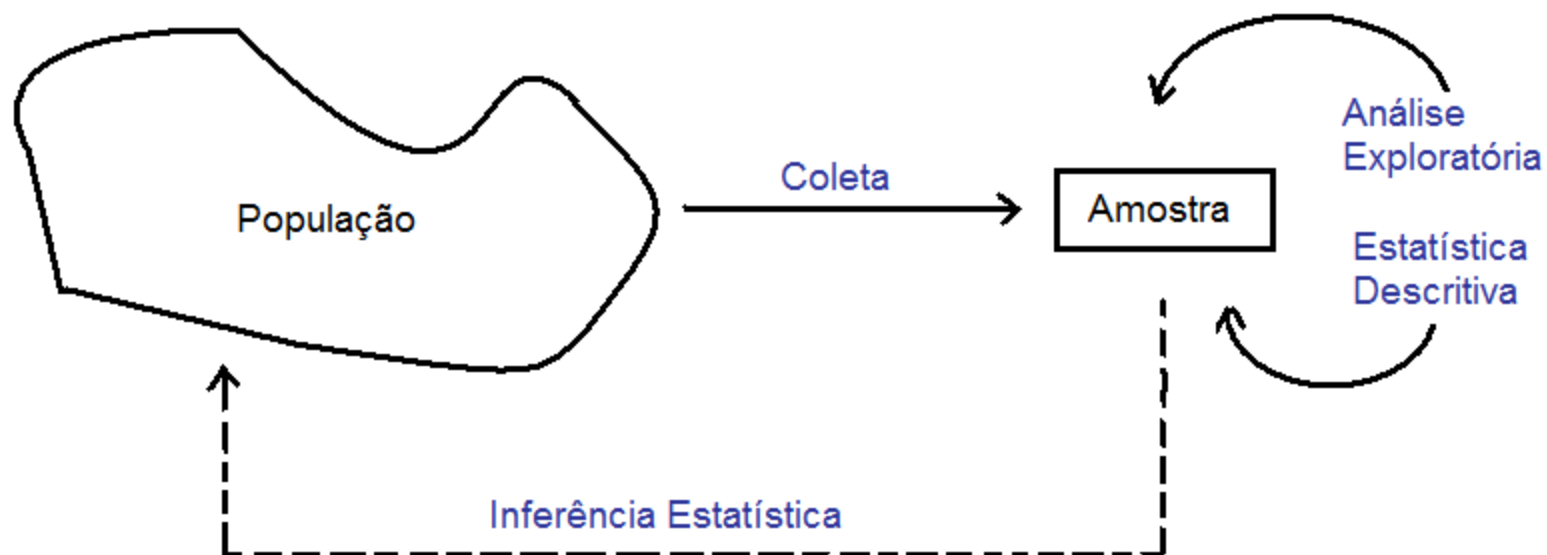 População
Coleta
Amostra
Análise
Exploratória
Estatística
Descritiva
Inferência Estatística